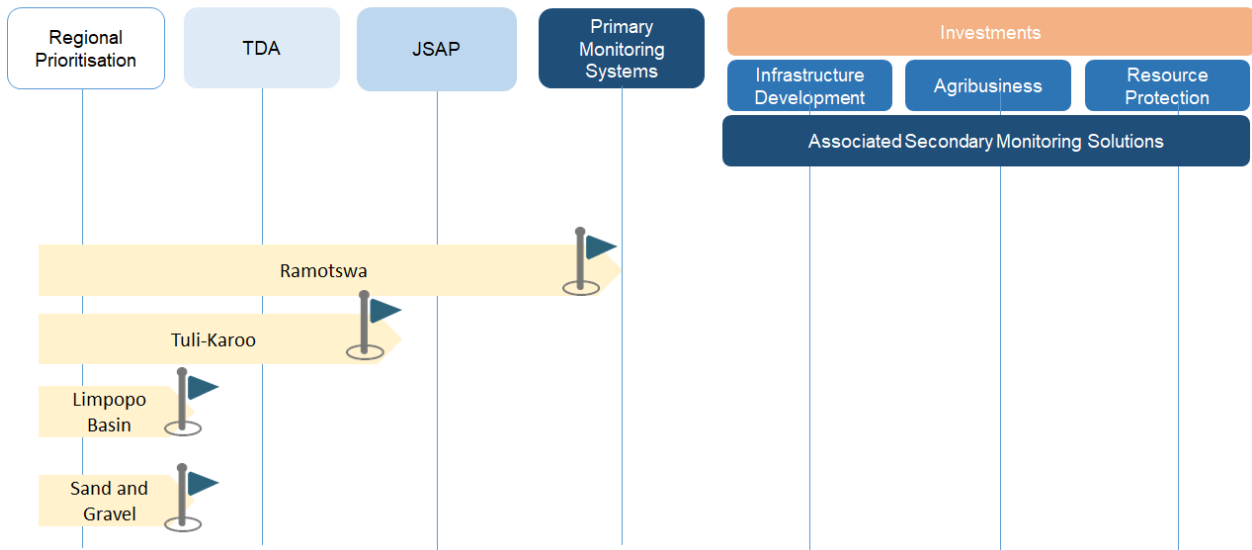 Regional
Prioritisation
TDA
JSAP
Primary
Monitoring
Systems
Investments
Infrastructure
Development
Agribusiness
Resource
Protection
Associated Secondary Monitoring Solutions
Ramotswa
Tuli-Karoo
Limpopo
Basin
Sand and
Gravel